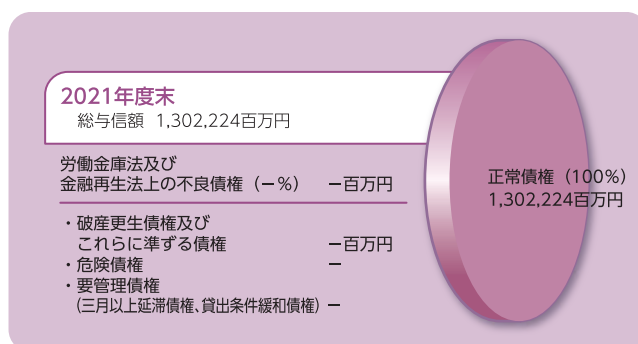 2021年度末
総与信額 1,302,224百万円
労働金庫法及び
金融再生法上の不良債権（－％） －百万円
・破産更生債権及び
これらに準ずる債権 －百万円
・危険債権 －
・要管理債権
（三月以上延滞債権、貸出条件緩和債権） －
正常債権（100％）
1,302,224百万円